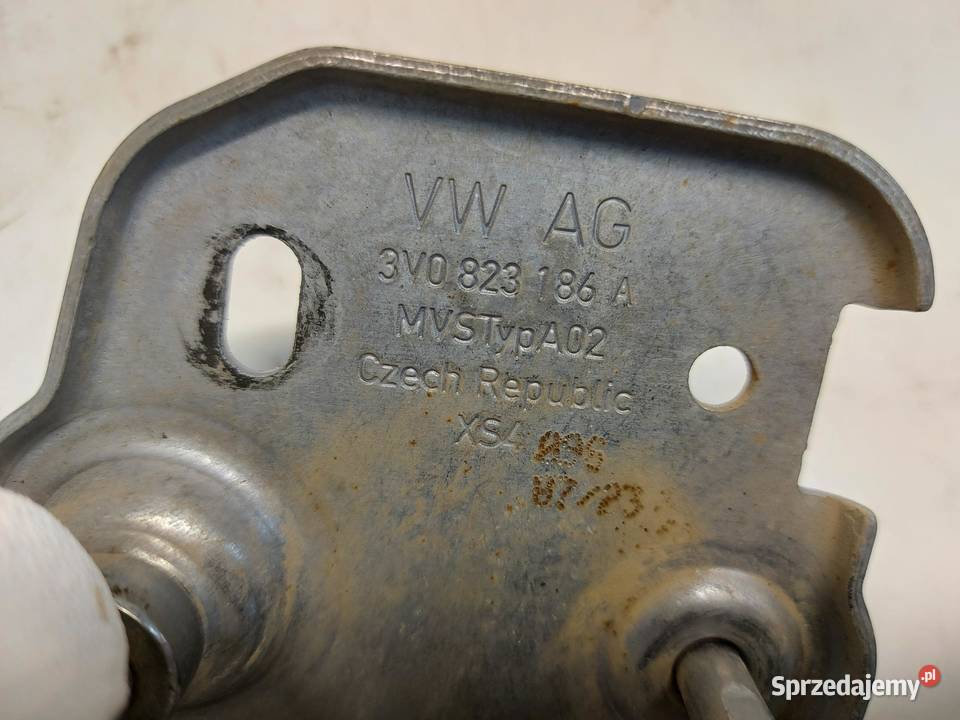 VW AG
3V0 823 186 A
MVSTypA02
Czech Republic
XS4
Sprzedajemy.pl